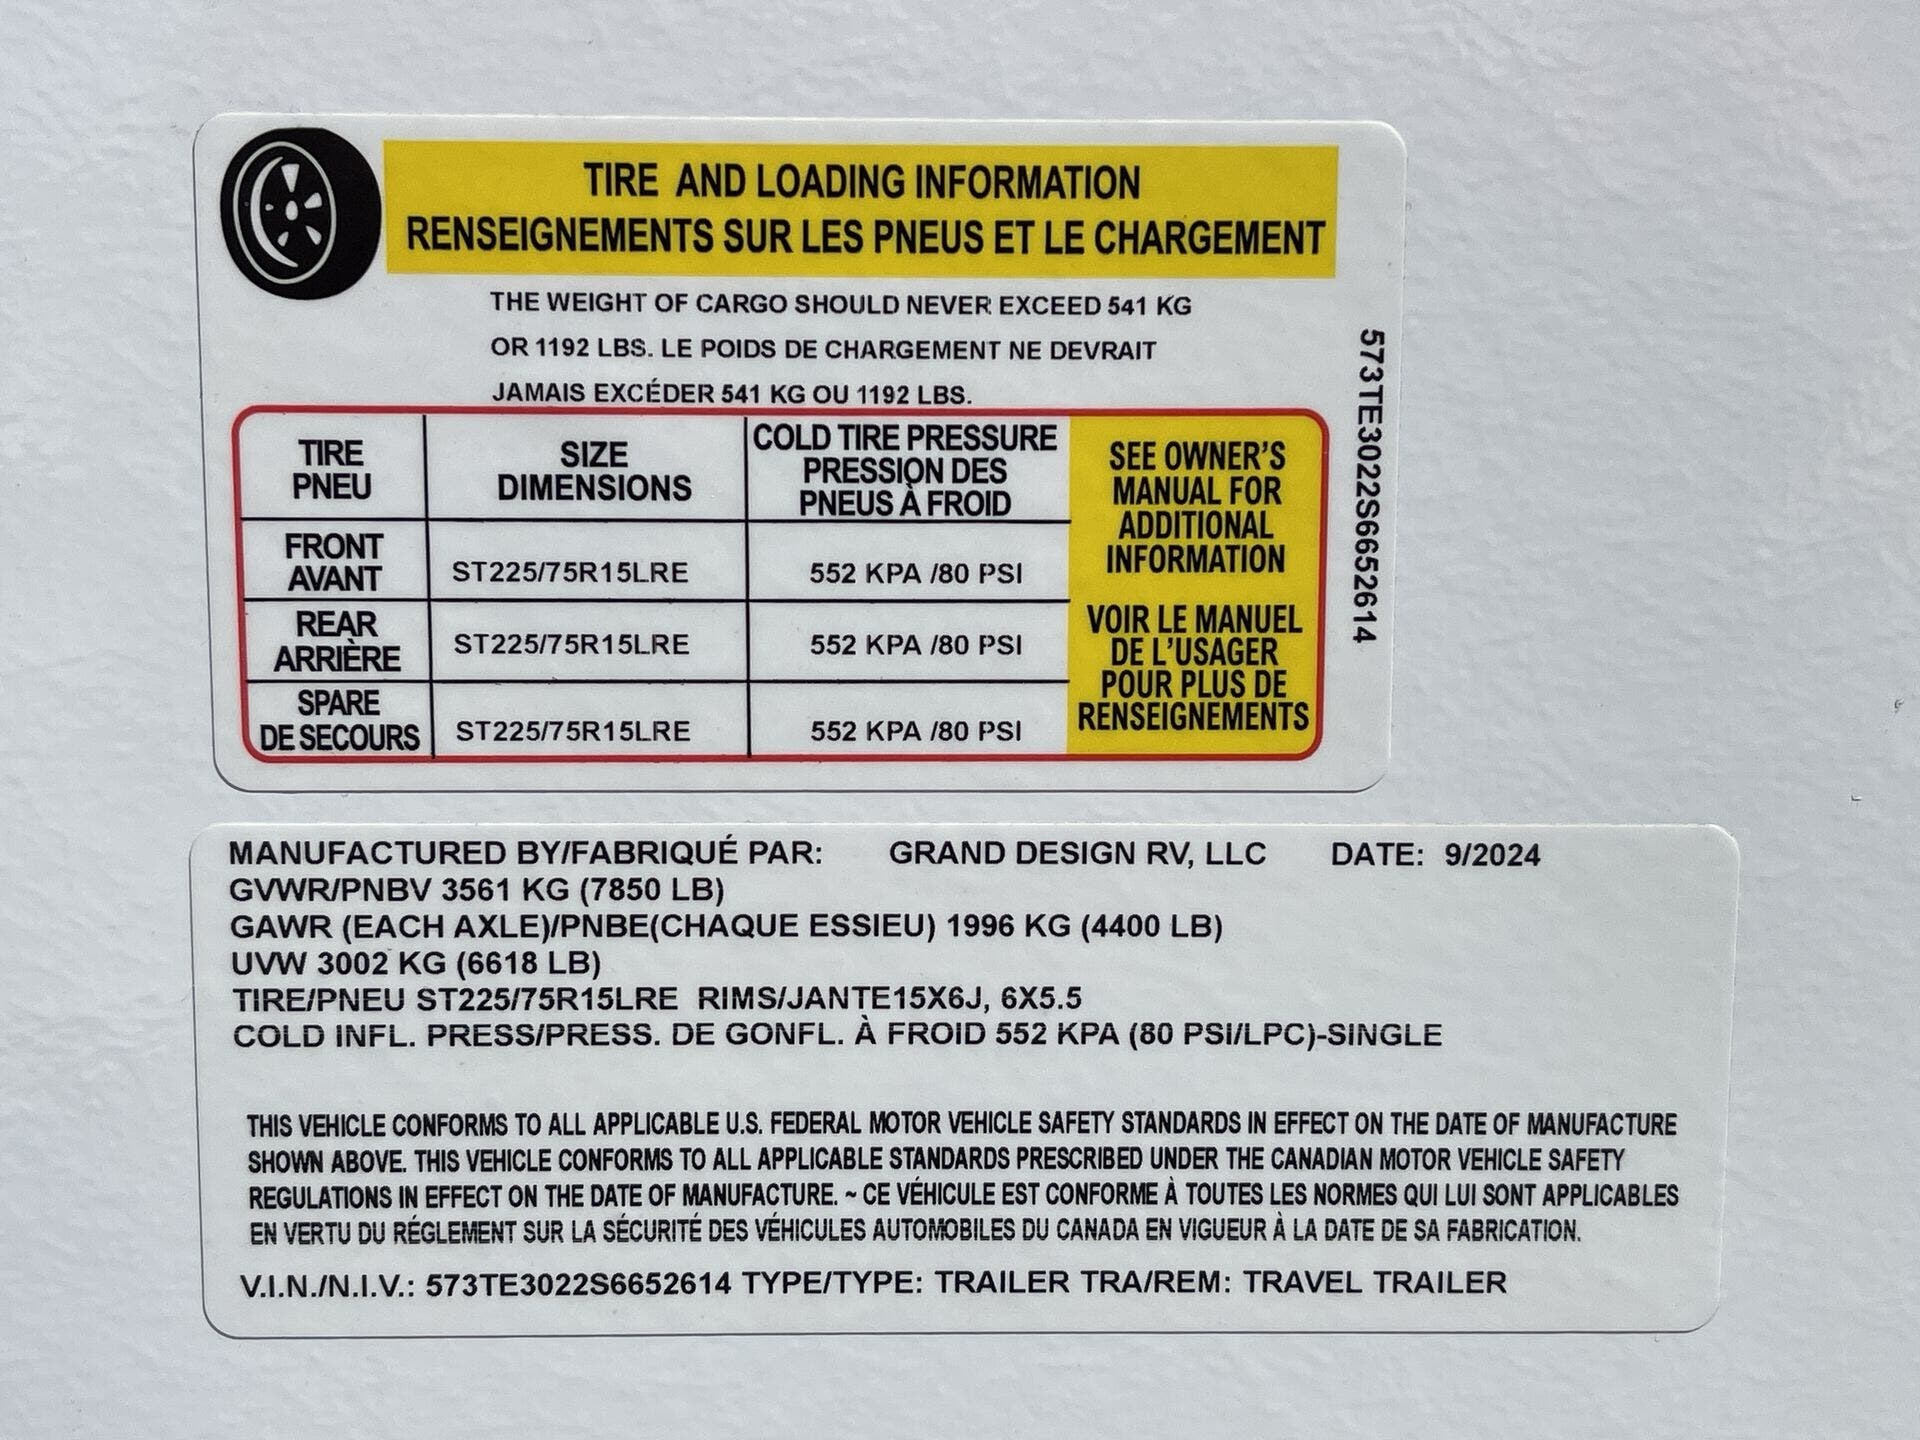 TIRE AND LOADING INFORMATION
RENSEIGNEMENTS SUR LES PNEUS ET LE CHARGEMENT
THE WEIGHT OF CARGO SHOULD NEVER EXCEED 541 KG
OR 1192 LBS. LE POIDS DE CHARGEMENT NE DEVRAIT
JAMAIS EXCÉDER 541 KG OU 1192 LBS.
TIRE
PNEU
SIZE
DIMENSIONS
COLD TIRE PRESSURE
PRESSION DES
PNEUS À FROID
FRONT
AVANT
ST225/75R15LRE
552 KPA /80 PSI
REAR
ARRIÈRE
ST225/75R15LRE
552 KPA /80 PSI
SPARE
DE SECOURS
ST225/75R15LRE
552 KPA /80 PSI
SEE OWNER'S
MANUAL FOR
ADDITIONAL
INFORMATION
VOIR LE MANUEL
DE L'USAGER
POUR PLUS DE
RENSEIGNEMENTS
573TE3022S6652614
MANUFACTURED BY/FABRIQUÉ PAR: GRAND DESIGN RV, LLC DATE: 9/2024
GVWR/PNBV 3561 KG (7850 LB)
GAWR (EACH AXLE)/PNBE(CHAQUE ESSIEU) 1996 KG (4400 LB)
UVW 3002 KG (6618 LB)
TIRE/PNEU ST225/75R15LRE RIMS/JANTE15X6J, 6X5.5
COLD INFL. PRESS/PRESS. DE GONFL. À FROID 552 KPA (80 PSI/LPC)-SINGLE
THIS VEHICLE CONFORMS TO ALL APPLICABLE U.S. FEDERAL MOTOR VEHICLE SAFETY STANDARDS IN EFFECT ON THE DATE OF MANUFACTURE
SHOWN ABOVE. THIS VEHICLE CONFORMS TO ALL APPLICABLE STANDARDS PRESCRIBED UNDER THE CANADIAN MOTOR VEHICLE SAFETY
REGULATIONS IN EFFECT ON THE DATE OF MANUFACTURE. ~ CE VÉHICULE EST CONFORME À TOUTES LES NORMES QUI LUI SONT APPLICABLES
EN VERTU DU RÉGLEMENT SUR LA SÉCURITÉ DES VÉHICULES AUTOMOBILES DU CANADA EN VIGUEUR À LA DATE DE SA FABRICATION.
V.I.N./N.I.V.: 573TE3022S6652614 TYPE/TYPE: TRAILER TRA/REM: TRAVEL TRAILER